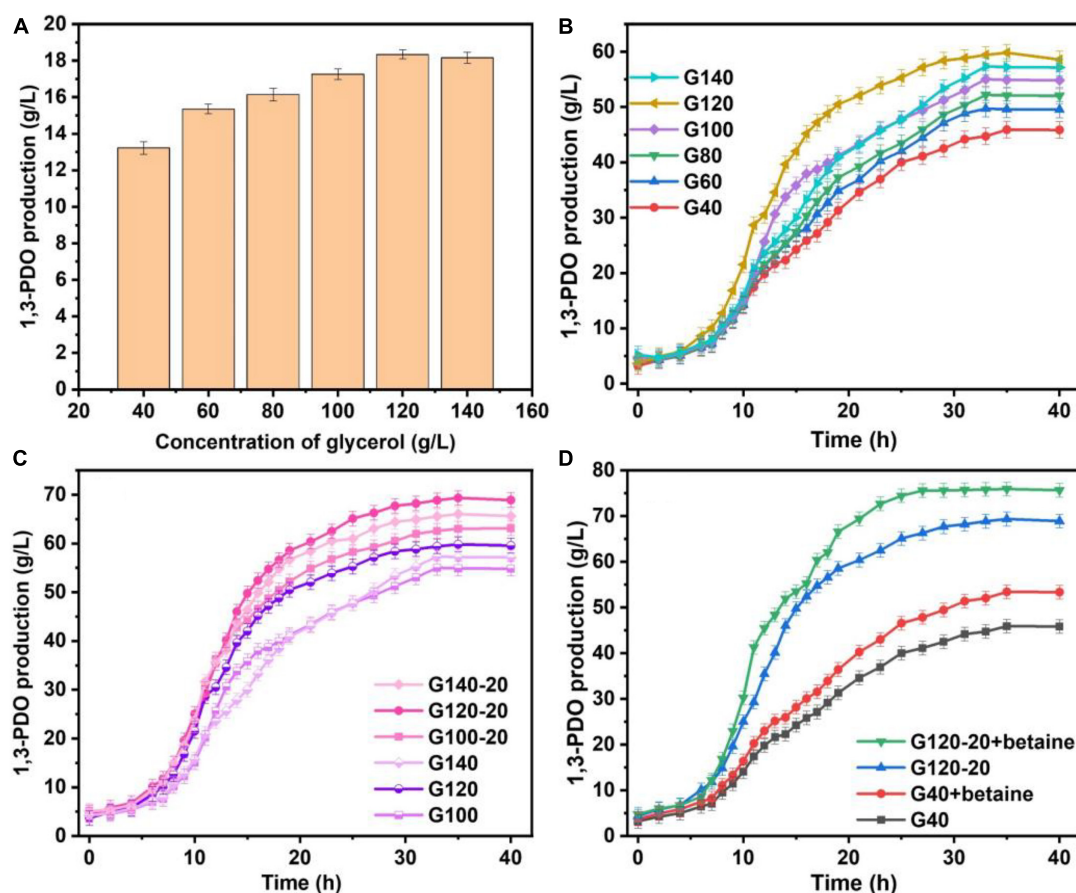 A
1,3-PDO production (g/L)
20
18
16
14
12
10
8
6
4
2
0
20 40 60 80 100 120 140 160
Concentration of glycerol (g/L)
B
1,3-PDO production (g/L)
60
50
40
30
20
10
0
G140
G120
G100
G80
G60
G40
0 10 20 30 40
Time (h)
C
1,3-PDO production (g/L)
70
60
50
40
30
20
10
0
G140-20
G120-20
G100-20
G140
G120
G100
0 10 20 30 40
Time (h)
D
1,3-PDO production (g/L)
80
70
60
50
40
30
20
10
0
G120-20+betaine
G120-20
G40+betaine
G40
0 10 20 30 40
Time (h)